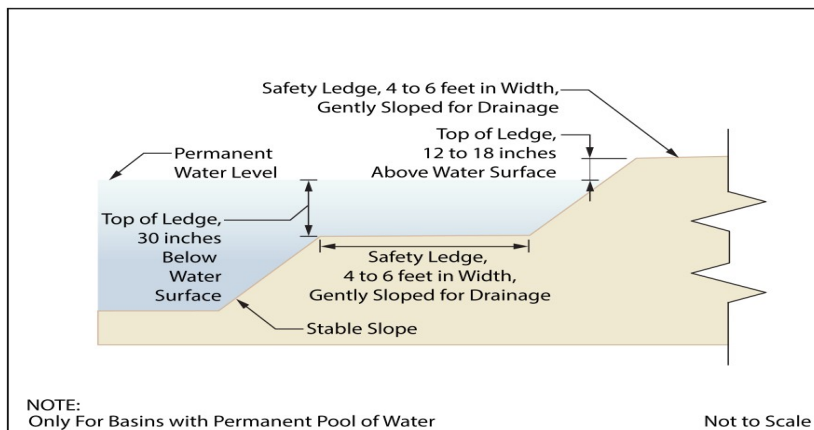 Safety Ledge, 4 to 6 feet in Width,
Gently Sloped for Drainage
Top of Ledge,
12 to 18 inches
Above Water Surface
Permanent
Water Level
Top of Ledge,
30 inches
Below
Water
Surface
Safety Ledge,
4 to 6 feet in Width,
Gently Sloped for Drainage
Stable Slope
NOTE:
Only For Basins with Permanent Pool of Water
Not to Scale